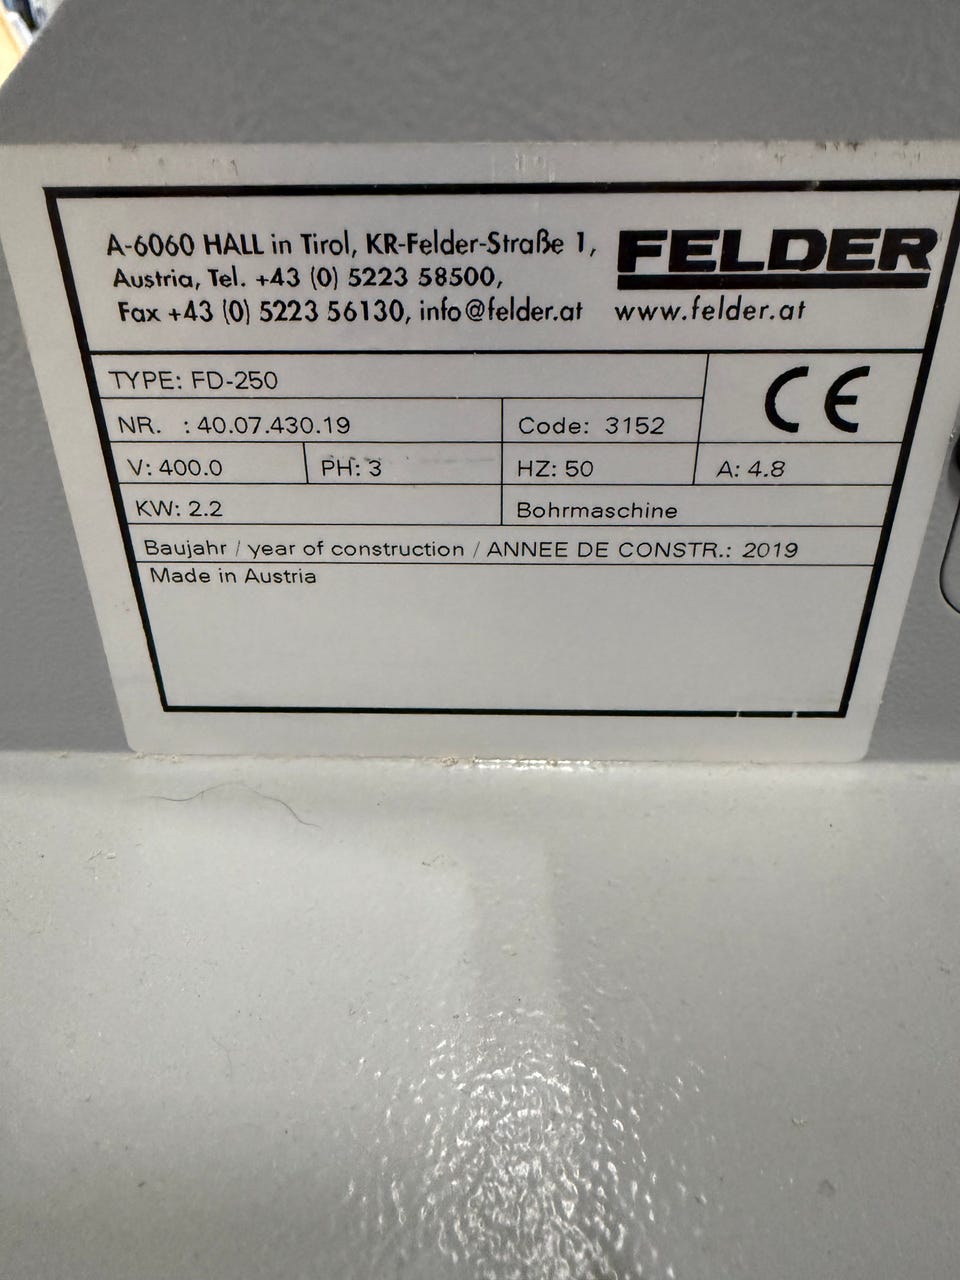 A-6060 HALL in Tirol, KR-Felder-Straße 1,
Austria, Tel. +43 (0) 5223 58500,
Fax +43 (0) 5223 56130, info@felder.at
FELDER
www.felder.at
TYPE: FD-250
CE
NR. : 40.07.430.19 Code: 3152
V: 400.0 PH: 3 HZ: 50 A: 4.8
KW: 2.2 Bohrmaschine
Baujahr / year of construction / ANNEE DE CONSTR.: 2019
Made in Austria